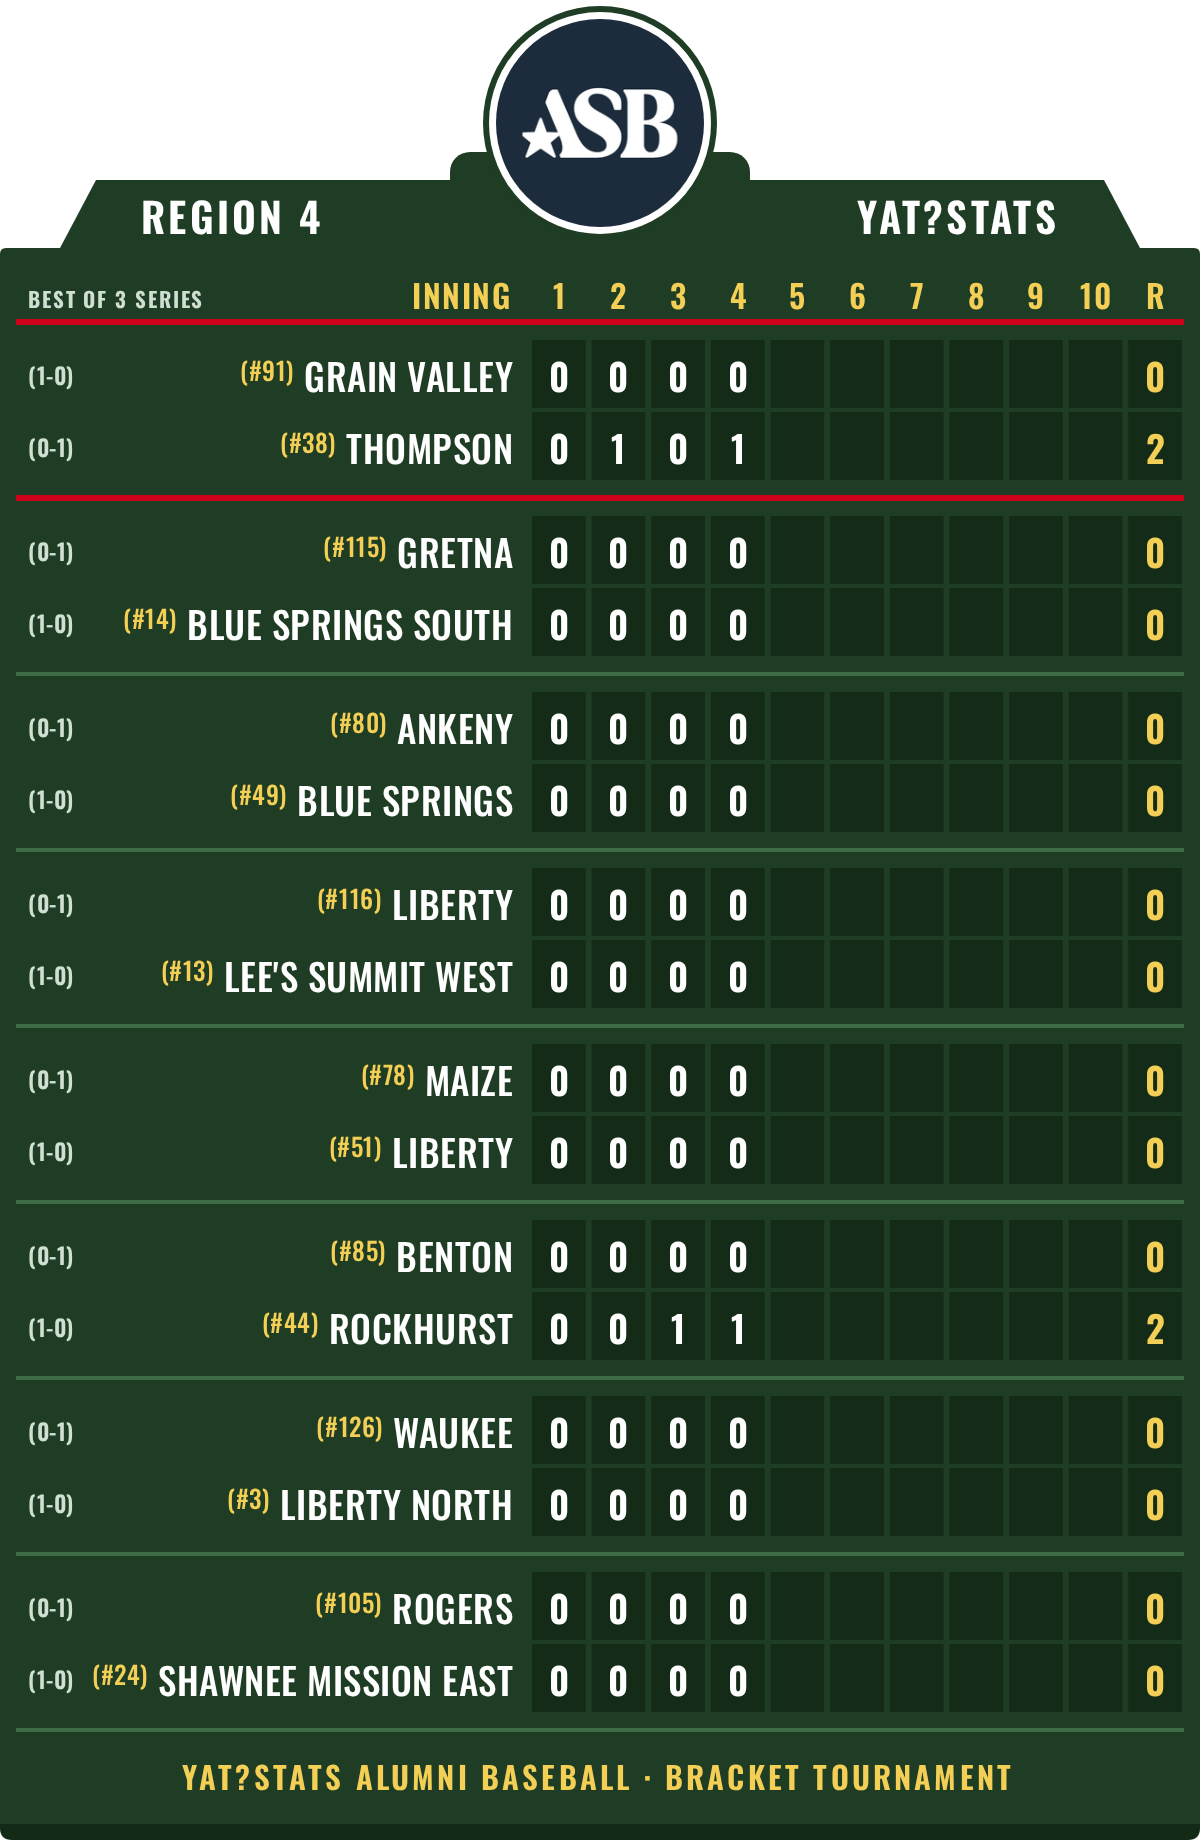 ASB
REGION 4 YAT?STATS
BEST OF 3 SERIES INNING 1 2 3 4 5 6 7 8 9 10 R
(1-0) (#91) GRAIN VALLEY 0 0 0 0 0
(0-1) (#38) THOMPSON 0 1 0 1 2
(0-1) (#115) GRETNA 0 0 0 0 0
(1-0) (#14) BLUE SPRINGS SOUTH 0 0 0 0 0
(0-1) (#80) ANKENY 0 0 0 0 0
(1-0) (#49) BLUE SPRINGS 0 0 0 0 0
(0-1) (#116) LIBERTY 0 0 0 0 0
(1-0) (#13) LEE'S SUMMIT WEST 0 0 0 0 0
(0-1) (#78) MAIZE 0 0 0 0 0
(1-0) (#51) LIBERTY 0 0 0 0 0
(0-1) (#85) BENTON 0 0 0 0 0
(1-0) (#44) ROCKHURST 0 0 1 1 2
(0-1) (#126) WAUKEE 0 0 0 0 0
(1-0) (#3) LIBERTY NORTH 0 0 0 0 0
(0-1) (#105) ROGERS 0 0 0 0 0
(1-0) (#24) SHAWNEE MISSION EAST 0 0 0 0 0
YAT?STATS ALUMNI BASEBALL · BRACKET TOURNAMENT